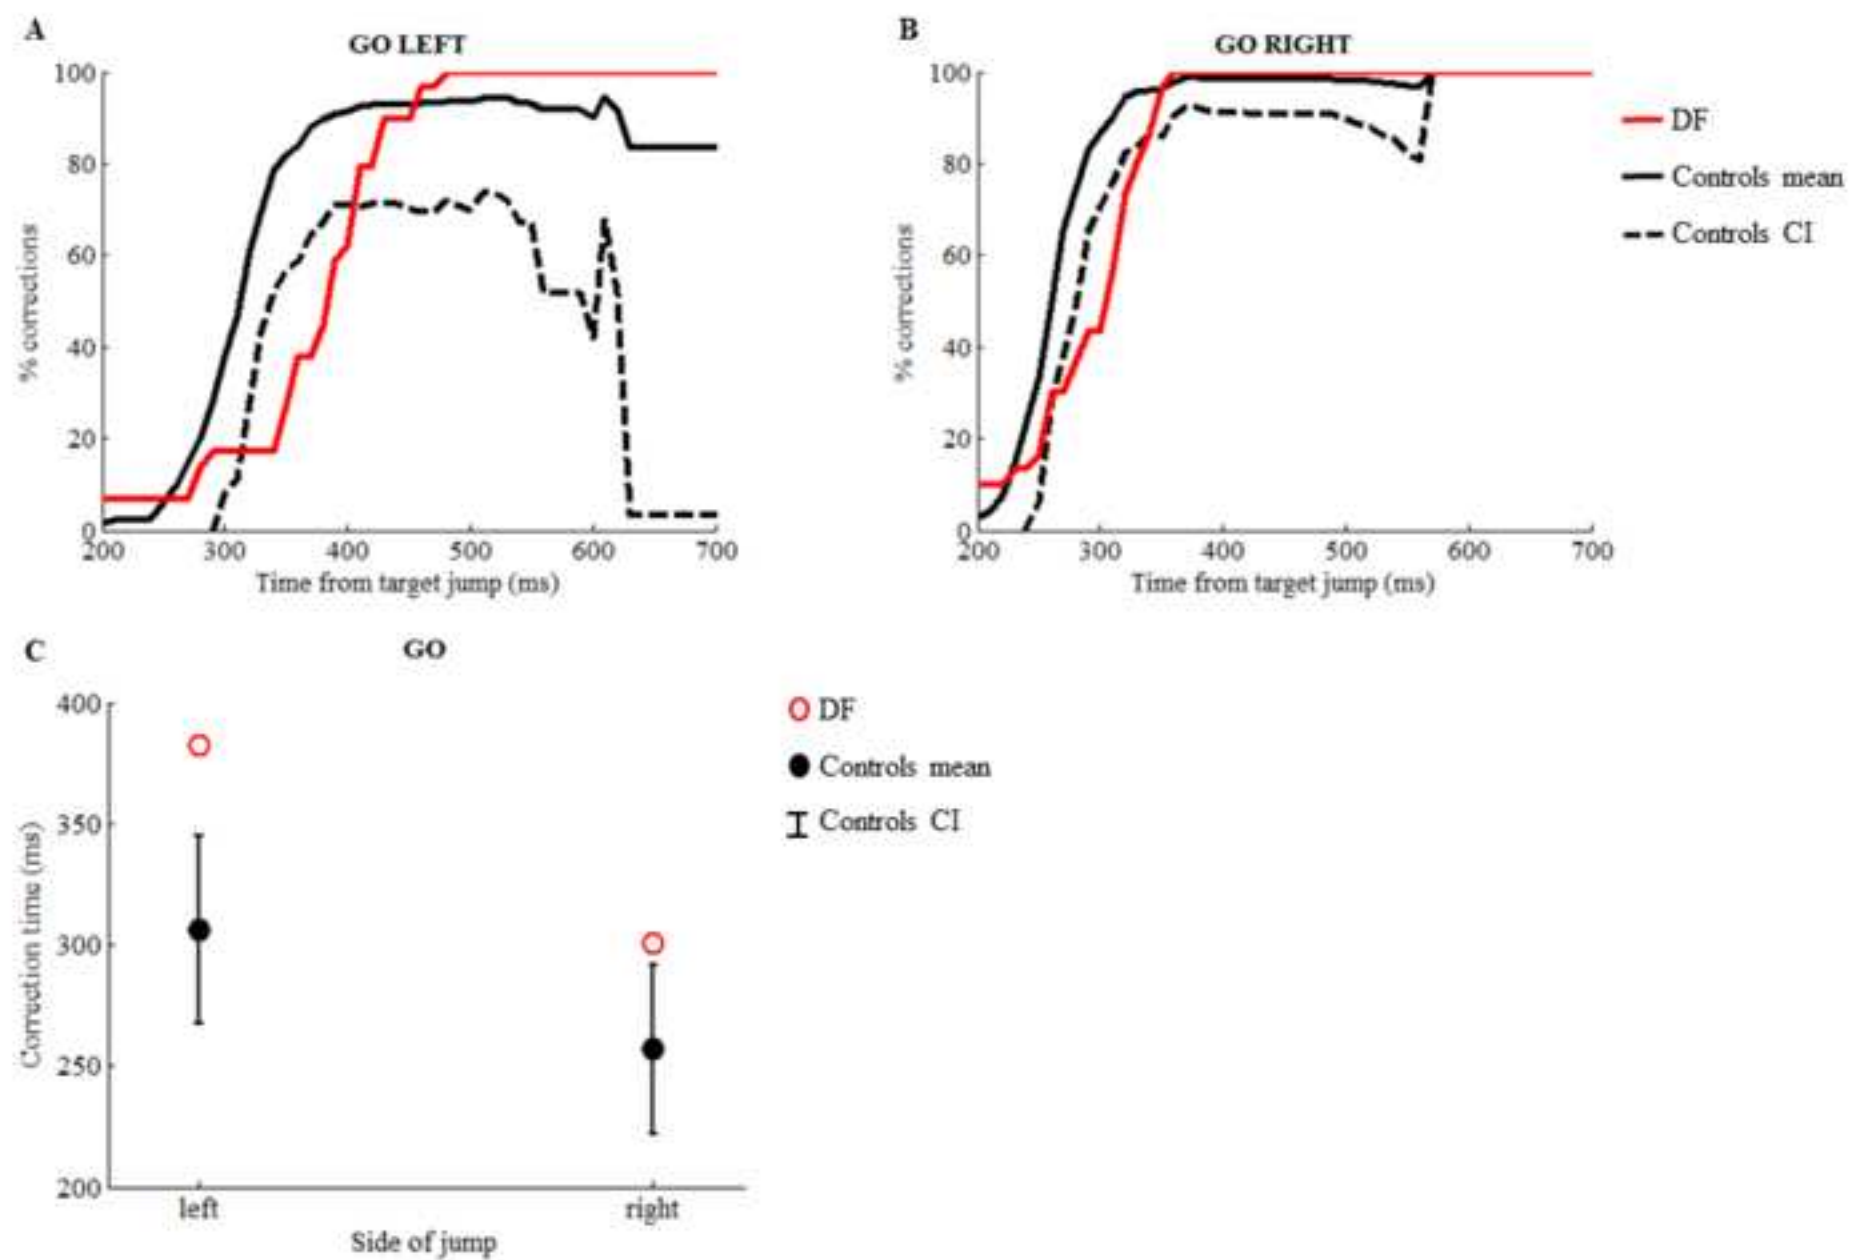 A
GO LEFT
100
80
60
40
20
0
% corrections
200 300 400 500 600 700
Time from target jump (ms)
B
GO RIGHT
100
80
60
40
20
0
% corrections
200 300 400 500 600 700
Time from target jump (ms)
DF
Controls mean
Controls CI
C
GO
400
350
300
250
200
Correction time (ms)
left right
Side of jump
DF
Controls mean
Controls CI